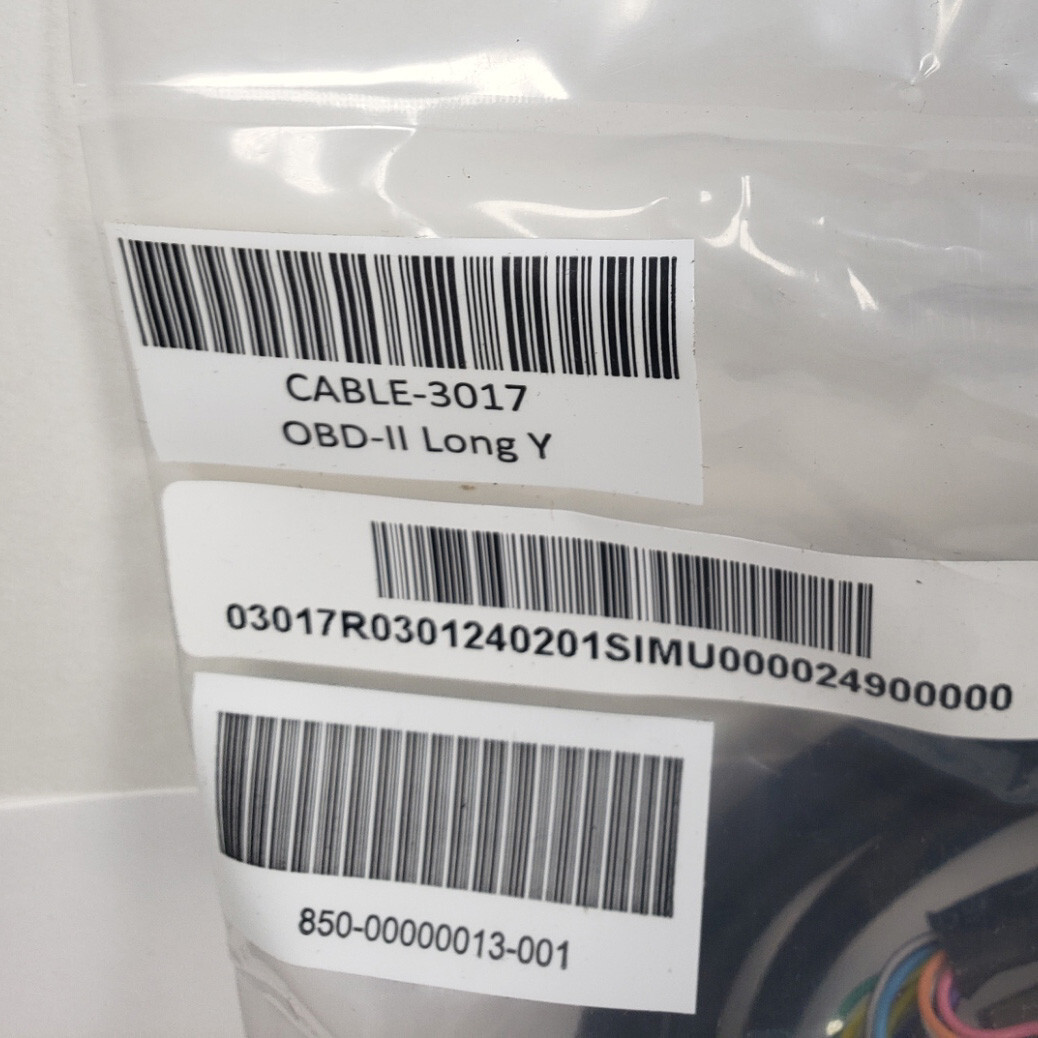 CABLE-3017
OBD-II Long Y
03017R0301240201SIMU000024900000
850-00000013-001